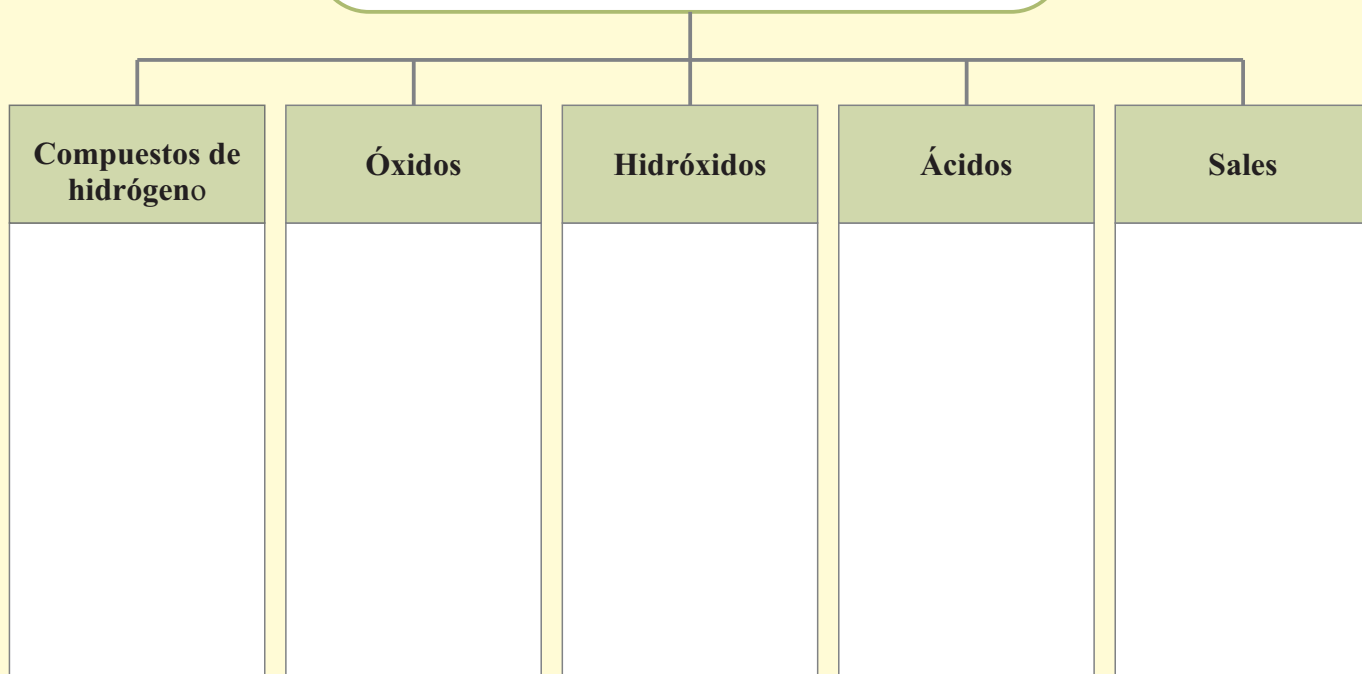 Compuestos de
hidrógeno
Óxidos
Hidróxidos
Ácidos
Sales